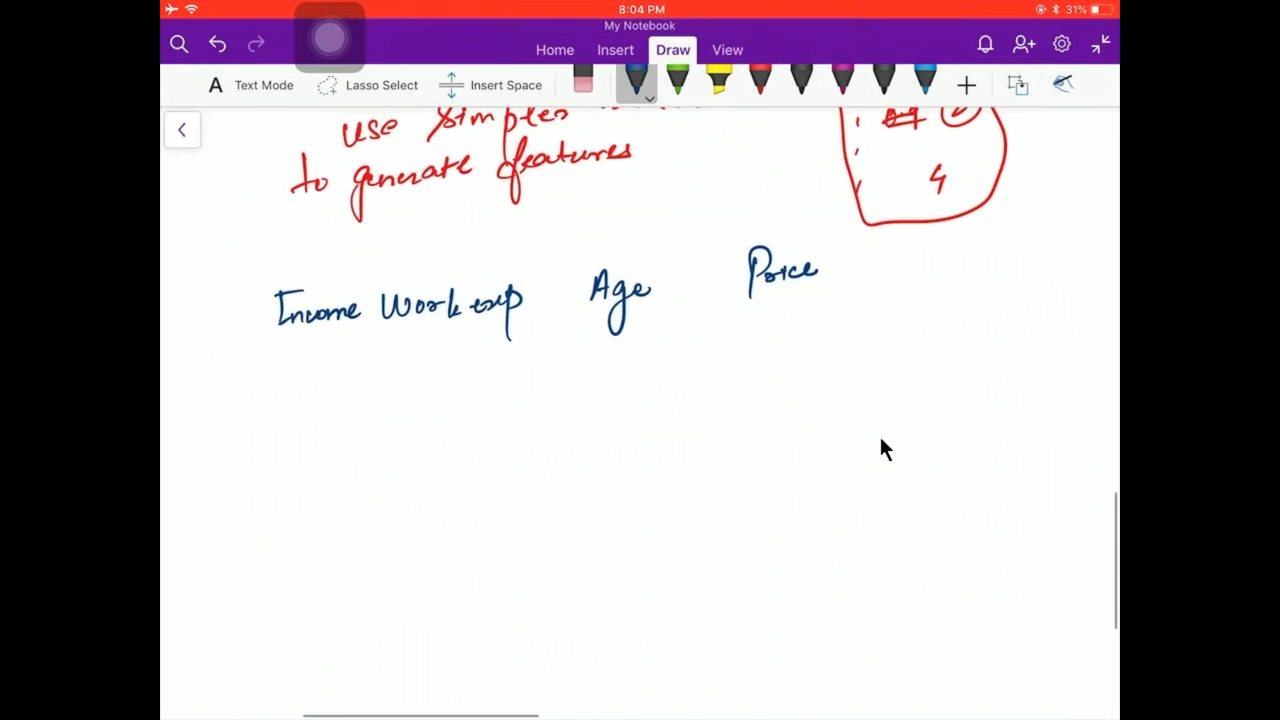 8:04 PM
31%
My Notebook
Home Insert Draw View
A Text Mode Lasso Select Insert Space
use simples
to generate features
4
Income Work exp Age Price